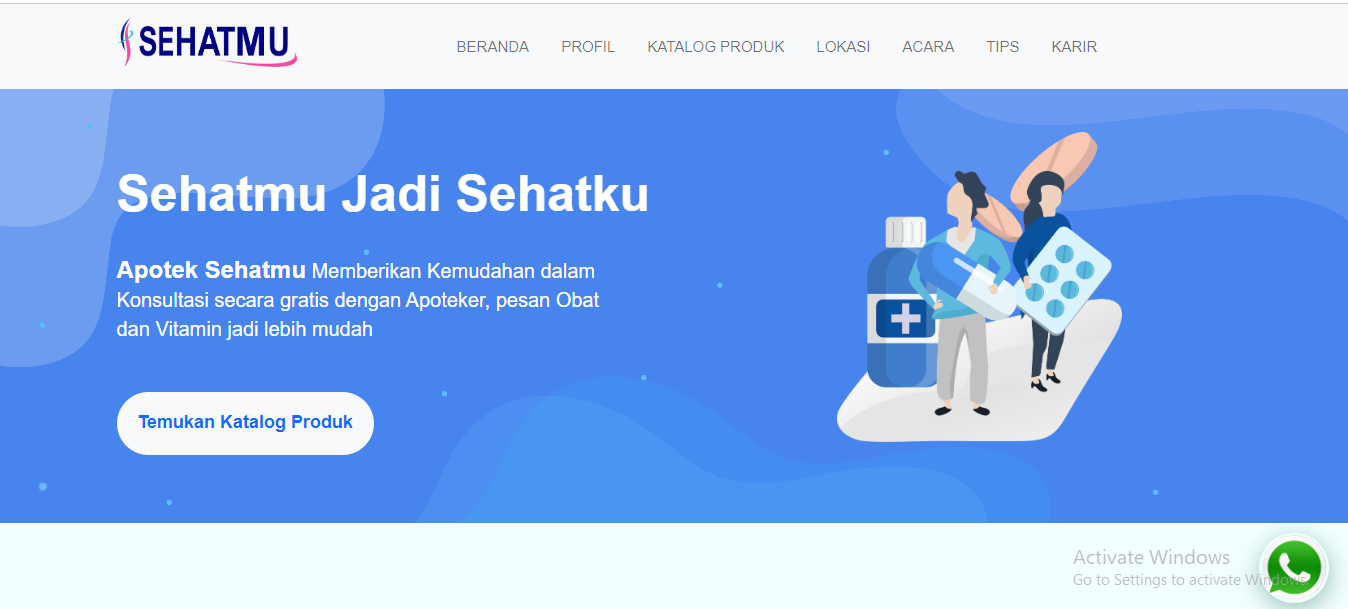 SEHATMU
BERANDA PROFIL KATALOG PRODUK LOKASI ACARA TIPS KARIR
Sehatmu Jadi Sehatku
Apotek Sehatmu Memberikan Kemudahan dalam
Konsultasi secara gratis dengan Apoteker, pesan Obat
dan Vitamin jadi lebih mudah
Temukan Katalog Produk
Activate Windows
Go to Settings to activate Windows.